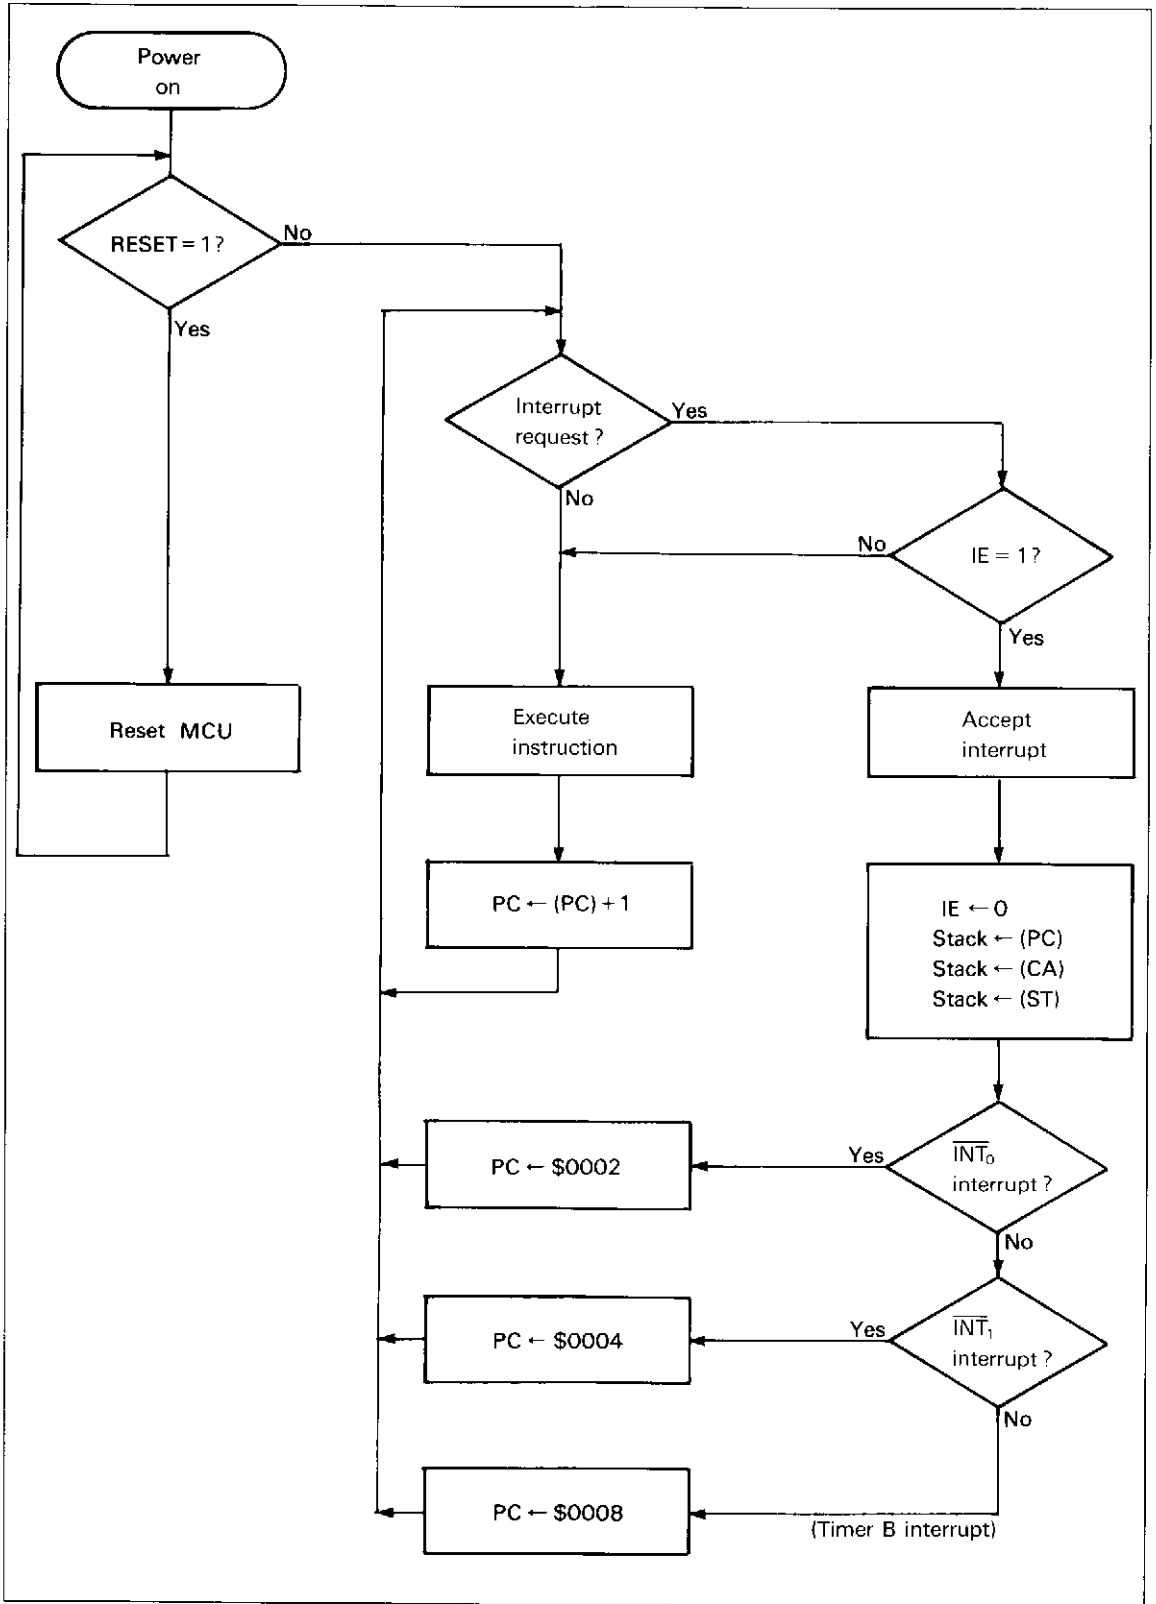 Power
on
RESET = 1?
No
Yes
Interrupt
request?
Yes
No
IE = 1?
No
Yes
Reset MCU
Execute
instruction
Accept
interrupt
PC ← (PC) + 1
IE ← 0
Stack ← (PC)
Stack ← (CA)
Stack ← (ST)
PC ← $0002
Yes
I̅N̅T̅₀
interrupt?
No
PC ← $0004
Yes
I̅N̅T̅₁
interrupt?
No
PC ← $0008
(Timer B interrupt)